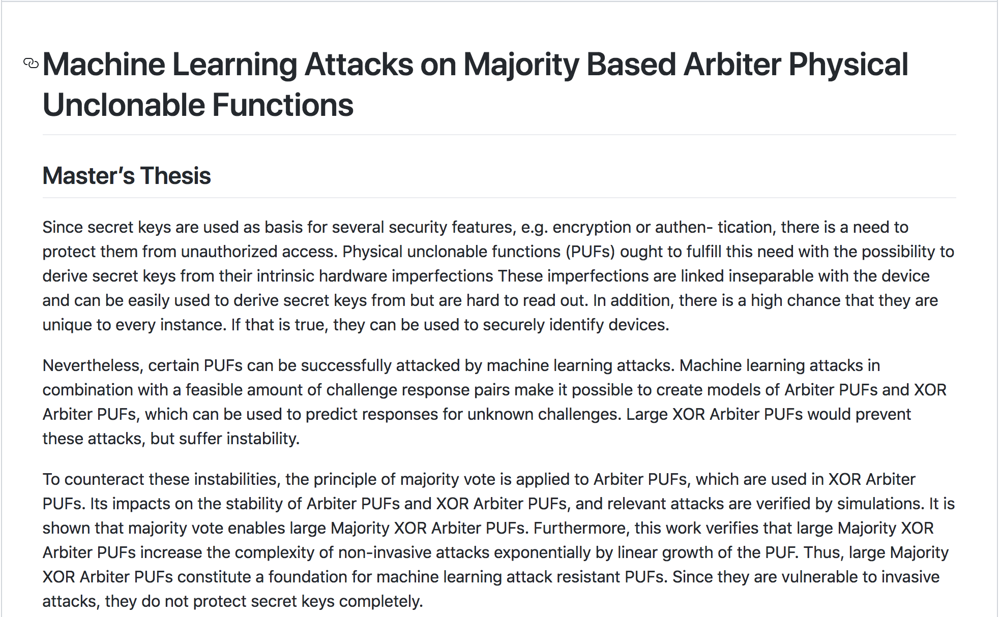 Machine Learning Attacks on Majority Based Arbiter Physical
Unclonable Functions
Master’s Thesis
Since secret keys are used as basis for several security features, e.g. encryption or authen- tication, there is a need to
protect them from unauthorized access. Physical unclonable functions (PUFs) ought to fulfill this need with the possibility to
derive secret keys from their intrinsic hardware imperfections These imperfections are linked inseparable with the device
and can be easily used to derive secret keys from but are hard to read out. In addition, there is a high chance that they are
unique to every instance. If that is true, they can be used to securely identify devices.
Nevertheless, certain PUFs can be successfully attacked by machine learning attacks. Machine learning attacks in
combination with a feasible amount of challenge response pairs make it possible to create models of Arbiter PUFs and XOR
Arbiter PUFs, which can be used to predict responses for unknown challenges. Large XOR Arbiter PUFs would prevent
these attacks, but suffer instability.
To counteract these instabilities, the principle of majority vote is applied to Arbiter PUFs, which are used in XOR Arbiter
PUFs. Its impacts on the stability of Arbiter PUFs and XOR Arbiter PUFs, and relevant attacks are verified by simulations. It is
shown that majority vote enables large Majority XOR Arbiter PUFs. Furthermore, this work verifies that large Majority XOR
Arbiter PUFs increase the complexity of non-invasive attacks exponentially by linear growth of the PUF. Thus, large Majority
XOR Arbiter PUFs constitute a foundation for machine learning attack resistant PUFs. Since they are vulnerable to invasive
attacks, they do not protect secret keys completely.